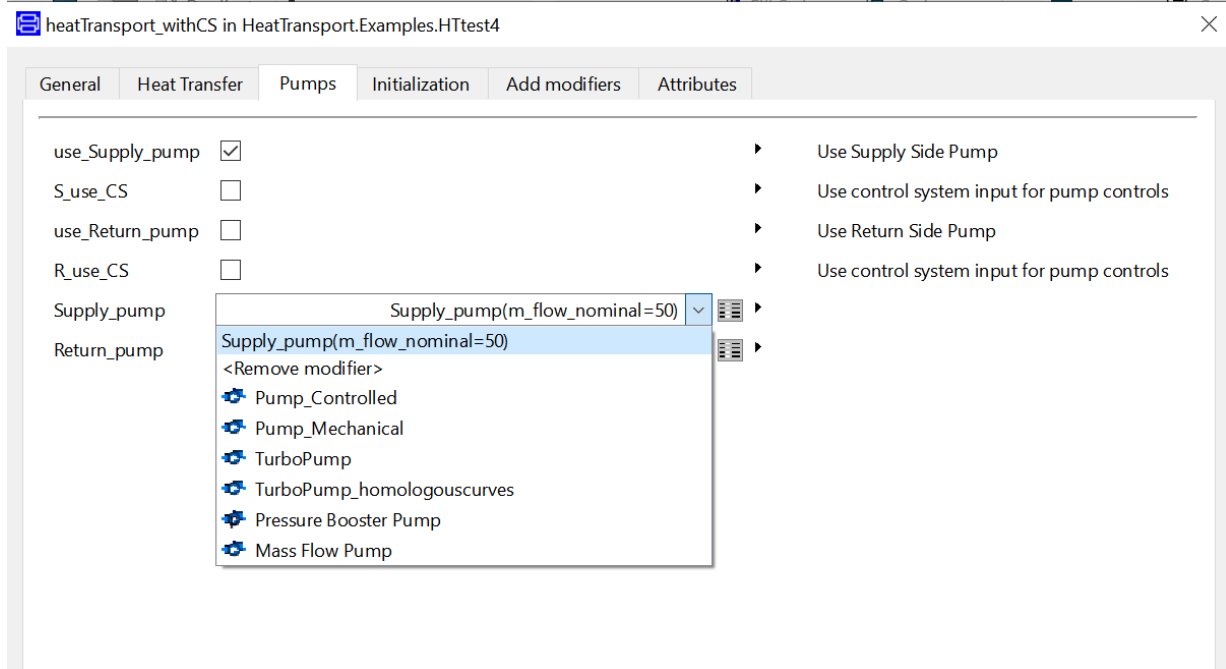 heatTransport_withCS in HeatTransport.Examples.HTtest4
General Heat Transfer Pumps Initialization Add modifiers Attributes
use_Supply_pump Use Supply Side Pump
S_use_CS Use control system input for pump controls
use_Return_pump Use Return Side Pump
R_use_CS Use control system input for pump controls
Supply_pump Supply_pump(m_flow_nominal=50)
Return_pump Supply_pump(m_flow_nominal=50)
<Remove modifier>
Pump_Controlled
Pump_Mechanical
TurboPump
TurboPump_homologouscurves
Pressure Booster Pump
Mass Flow Pump